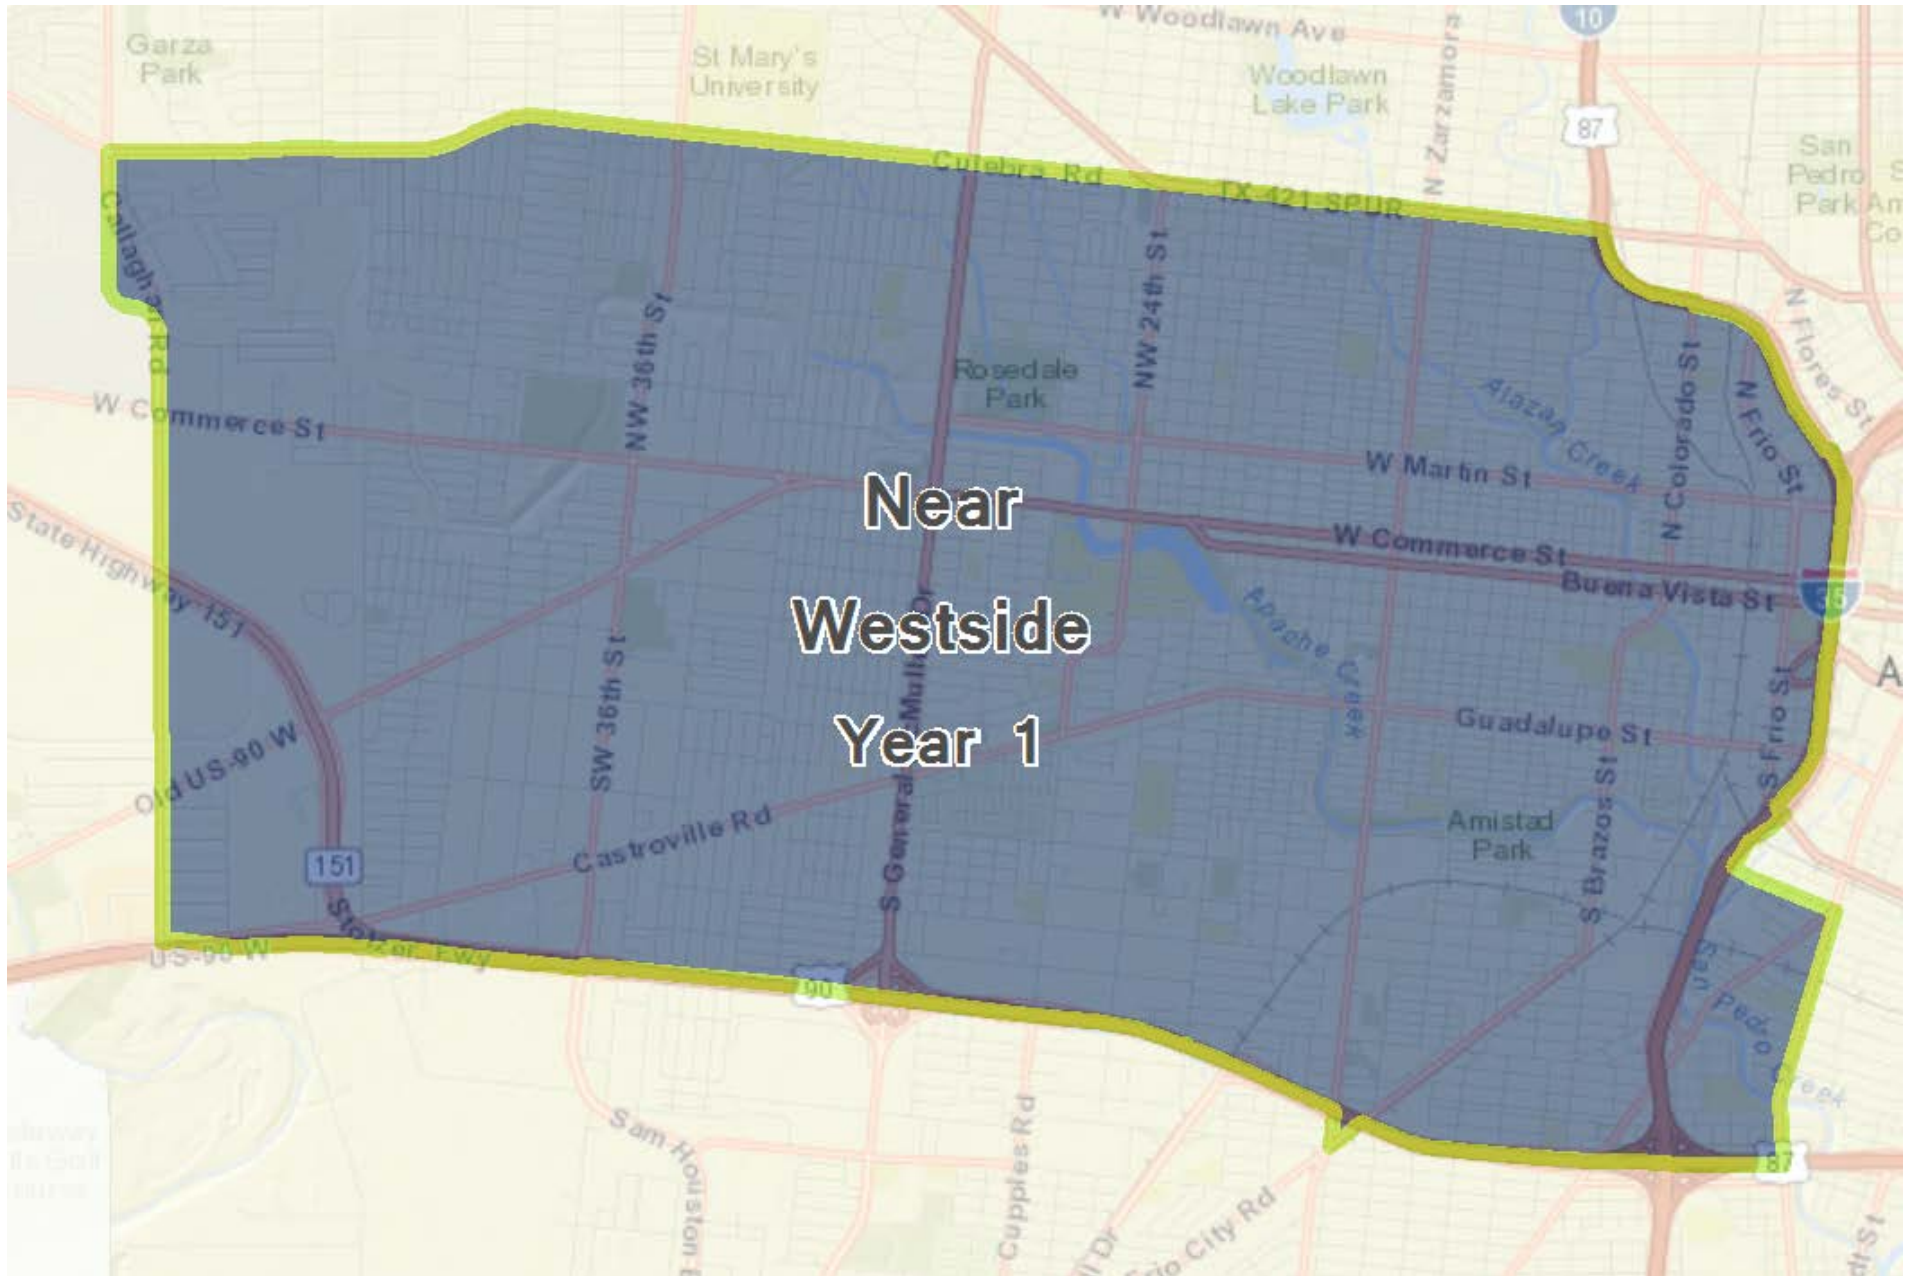 W Woodlawn Ave
10
Garza
Park
St Mary's
University
Woodlawn
Lake Park
N Zarzamora
87
San
Pedro
Park
Culebra Rd
TX 421 SPUR
Callaghan Rd
NW 36th St
NW 24th St
N Flores St
Rosedale
Park
Alazan Creek
N Colorado St
N Frio St
W Commerce St
W Martin St
Near
Westside
Year 1
W Commerce St
Buena Vista St
35
State Highway 151
Apache Creek
SW 36th St
S General McMullen Dr
Guadalupe St
S Frio St
A
Old US-90 W
Castroville Rd
Amistad
Park
S Brazos St
151
Stotzer Fwy
US-90 W
90
San Pedro Creek
87
Sam Houston
Cupples Rd
Frio City Rd